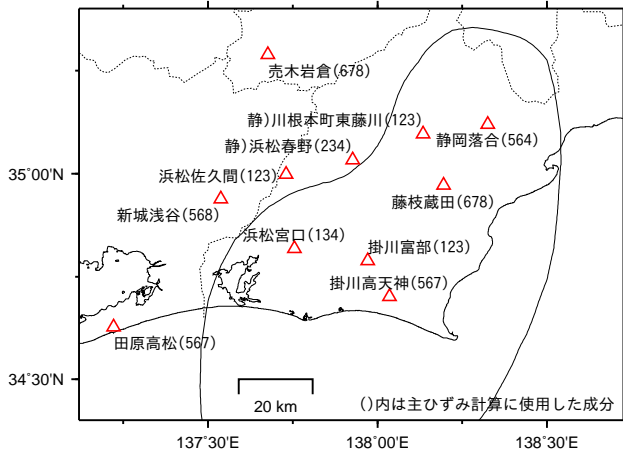 売木岩倉(678)
静)川根本町東藤川(123)
静岡落合(564)
静)浜松春野(234)
35˚00'N
浜松佐久間(123)
藤枝蔵田(678)
新城浅谷(568)
浜松宮口(134)
掛川富部(123)
掛川高天神(567)
田原高松(567)
34˚30'N
20 km
()内は主ひずみ計算に使用した成分
137˚30'E
138˚00'E
138˚30'E